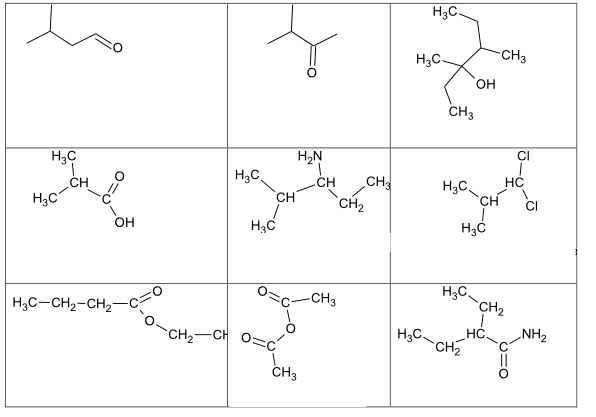 O
O
H₃C
H₃C CH₃
OH
CH₃
H₃C
O
CH
H₃C C
OH
H₂N
H₃C CH CH₃
CH CH₂
H₃C
Cl
H₃C HC
CH Cl
H₃C
O
H₃C—CH₂—CH₂—C
O
CH₂—CH
O C CH₃
O
O C
CH₃
H₃C
CH₂
H₃C HC NH₂
CH₂ C
O